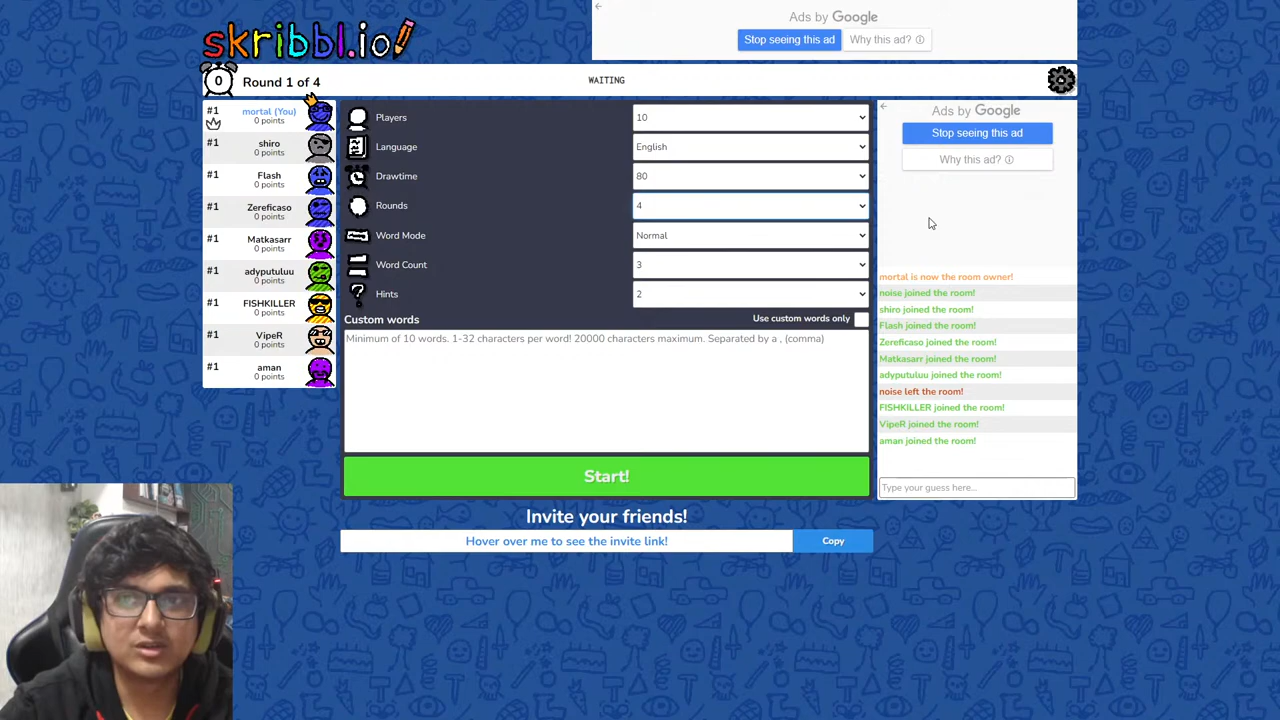 Ads by Google
Stop seeing this ad
Why this ad?
skribbl.io
0
Round 1 of 4
WAITING
#1
mortal (You)
0 points
#1
shiro
0 points
#1
Flash
0 points
#1
Zereficaso
0 points
#1
Matkasarr
0 points
#1
adyputuluu
0 points
#1
FISHKILLER
0 points
#1
VipeR
0 points
#1
aman
0 points
Players
10
Language
English
Drawtime
80
Rounds
4
Word Mode
Normal
Word Count
3
Hints
2
Custom words
Use custom words only
Minimum of 10 words. 1-32 characters per word! 20000 characters maximum. Separated by a , (comma)
Start!
Invite your friends!
Hover over me to see the invite link!
Copy
Ads by Google
Stop seeing this ad
Why this ad?
mortal is now the room owner!
noise joined the room!
shiro joined the room!
Flash joined the room!
Zereficaso joined the room!
Matkasarr joined the room!
adyputuluu joined the room!
noise left the room!
FISHKILLER joined the room!
VipeR joined the room!
aman joined the room!
Type your guess here...